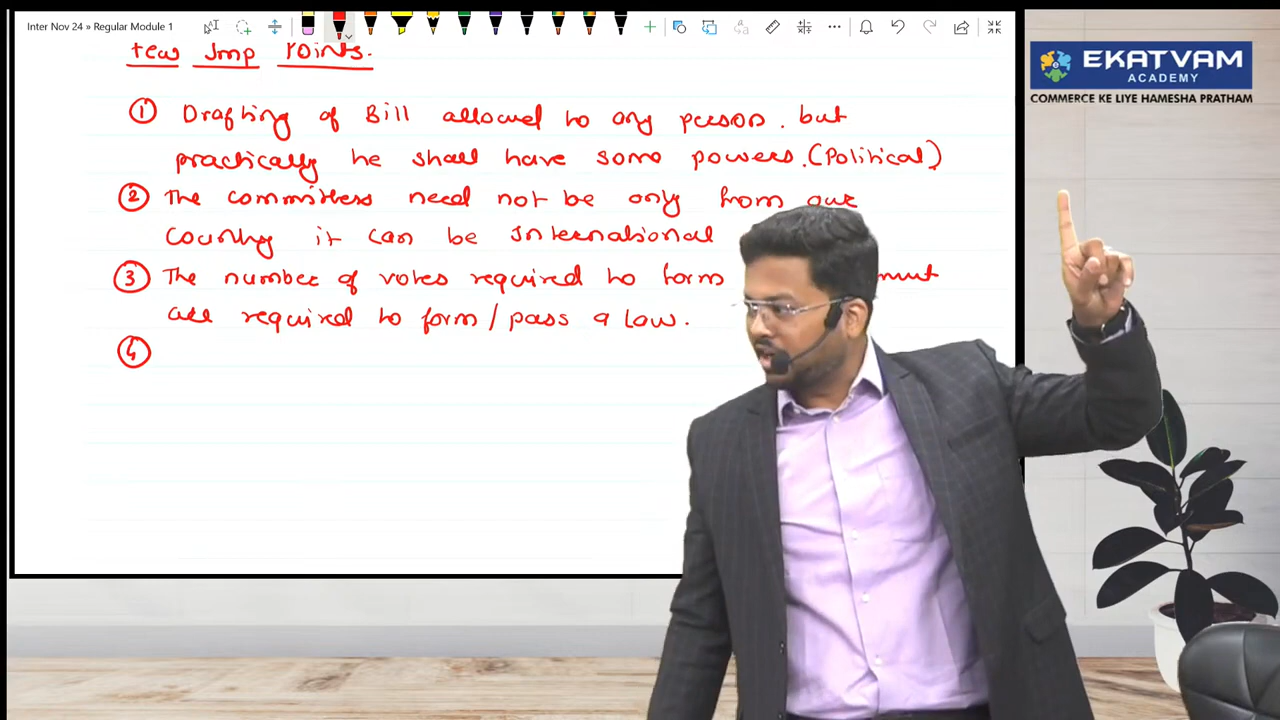 Inter Nov 24 » Regular Module 1
Few Imp Points.
① Drafting of Bill allowed to any person. but
practically he shall have some powers. (Political)
② The committees need not be only from our
country it can be International
③ The number of votes required to form
are required to form / pass a law.
④
EKATVAM
ACADEMY
COMMERCE KE LIYE HAMESHA PRATHAM